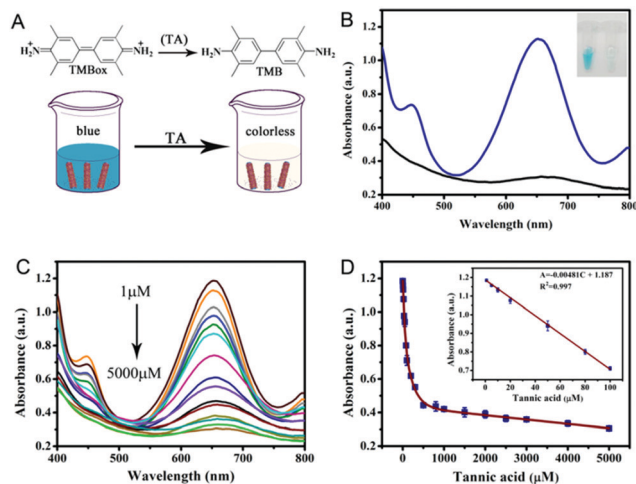 A
H₂N⁺
N⁺H₂
TMBox
(TA)
H₂N
NH₂
TMB
blue
TA
colorless
B
Absorbance (a.u.)
1.2
1.0
0.8
0.6
0.4
0.2
400
500
600
700
800
Wavelength (nm)
C
Absorbance (a.u.)
1.2
1.0
0.8
0.6
0.4
0.2
1μM
5000μM
400
500
600
700
800
Wavelength (nm)
D
Absorbance (a.u.)
1.2
1.0
0.8
0.6
0.4
0.2
0
1000
2000
3000
4000
5000
Tannic acid (μM)
A=-0.00481C + 1.187
R²=0.997
Absorbance (a.u.)
1.2
1.1
1.0
0.9
0.8
0.7
0
20
40
60
80
100
Tannic acid (μM)